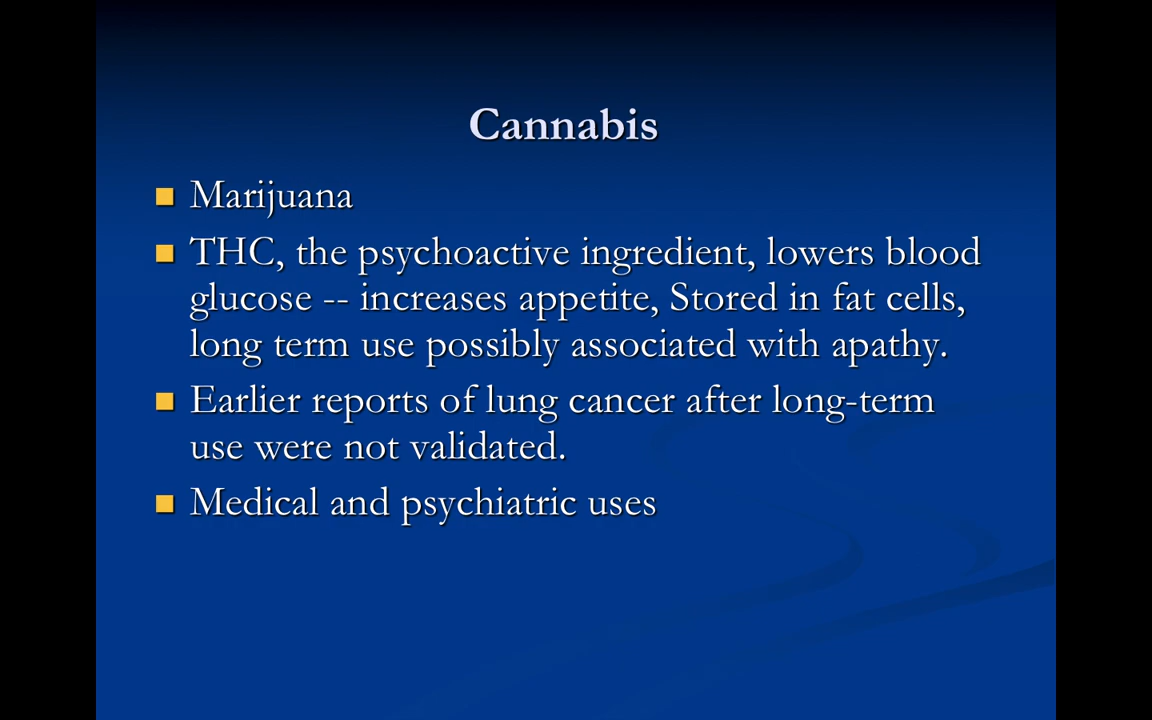 Cannabis
Marijuana
THC, the psychoactive ingredient, lowers blood
glucose -- increases appetite, Stored in fat cells,
long term use possibly associated with apathy.
Earlier reports of lung cancer after long-term
use were not validated.
Medical and psychiatric uses